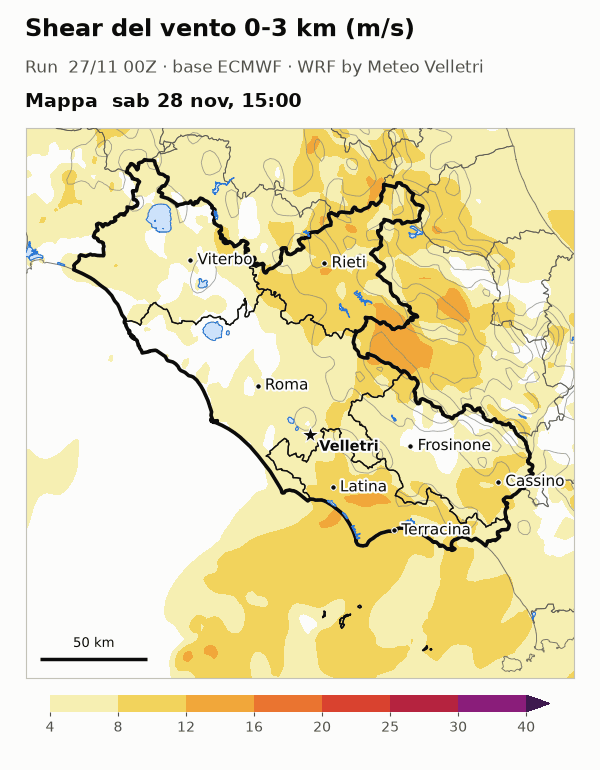 Shear del vento 0-3 km (m/s)
Run  27/11 00Z · base ECMWF · WRF by Meteo Velletri
Mappa  sab 28 nov, 15:00
Viterbo
Rieti
Roma
Velletri
Frosinone
Cassino
Latina
Terracina
50 km
4 8 12 16 20 25 30 40